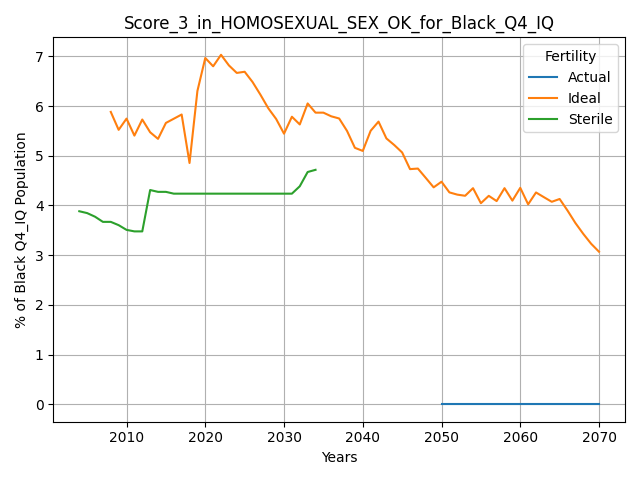 Score_3_in_HOMOSEXUAL_SEX_OK_for_Black_Q4_IQ
% of Black Q4_IQ Population
7
6
5
4
3
2
1
0
Fertility
Actual
Ideal
Sterile
2010 2020 2030 2040 2050 2060 2070
Years